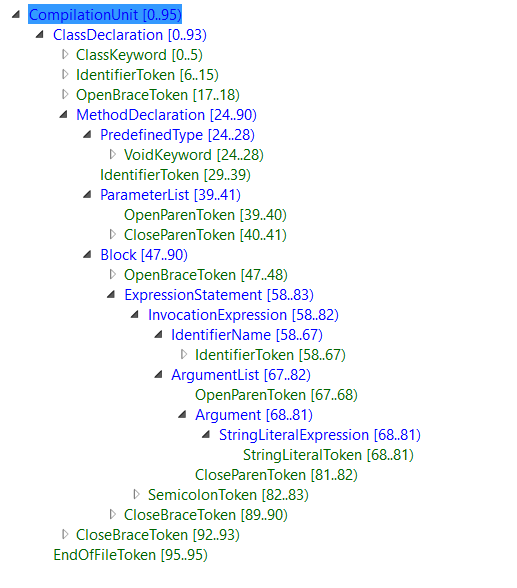 CompilationUnit [0..95)
ClassDeclaration [0..93)
ClassKeyword [0..5)
IdentifierToken [6..15)
OpenBraceToken [17..18)
MethodDeclaration [24..90)
PredefinedType [24..28)
VoidKeyword [24..28)
IdentifierToken [29..39)
ParameterList [39..41)
OpenParenToken [39..40)
CloseParenToken [40..41)
Block [47..90)
OpenBraceToken [47..48)
ExpressionStatement [58..83)
InvocationExpression [58..82)
IdentifierName [58..67)
IdentifierToken [58..67)
ArgumentList [67..82)
OpenParenToken [67..68)
Argument [68..81)
StringLiteralExpression [68..81)
StringLiteralToken [68..81)
CloseParenToken [81..82)
SemicolonToken [82..83)
CloseBraceToken [89..90)
CloseBraceToken [92..93)
EndOfFileToken [95..95)